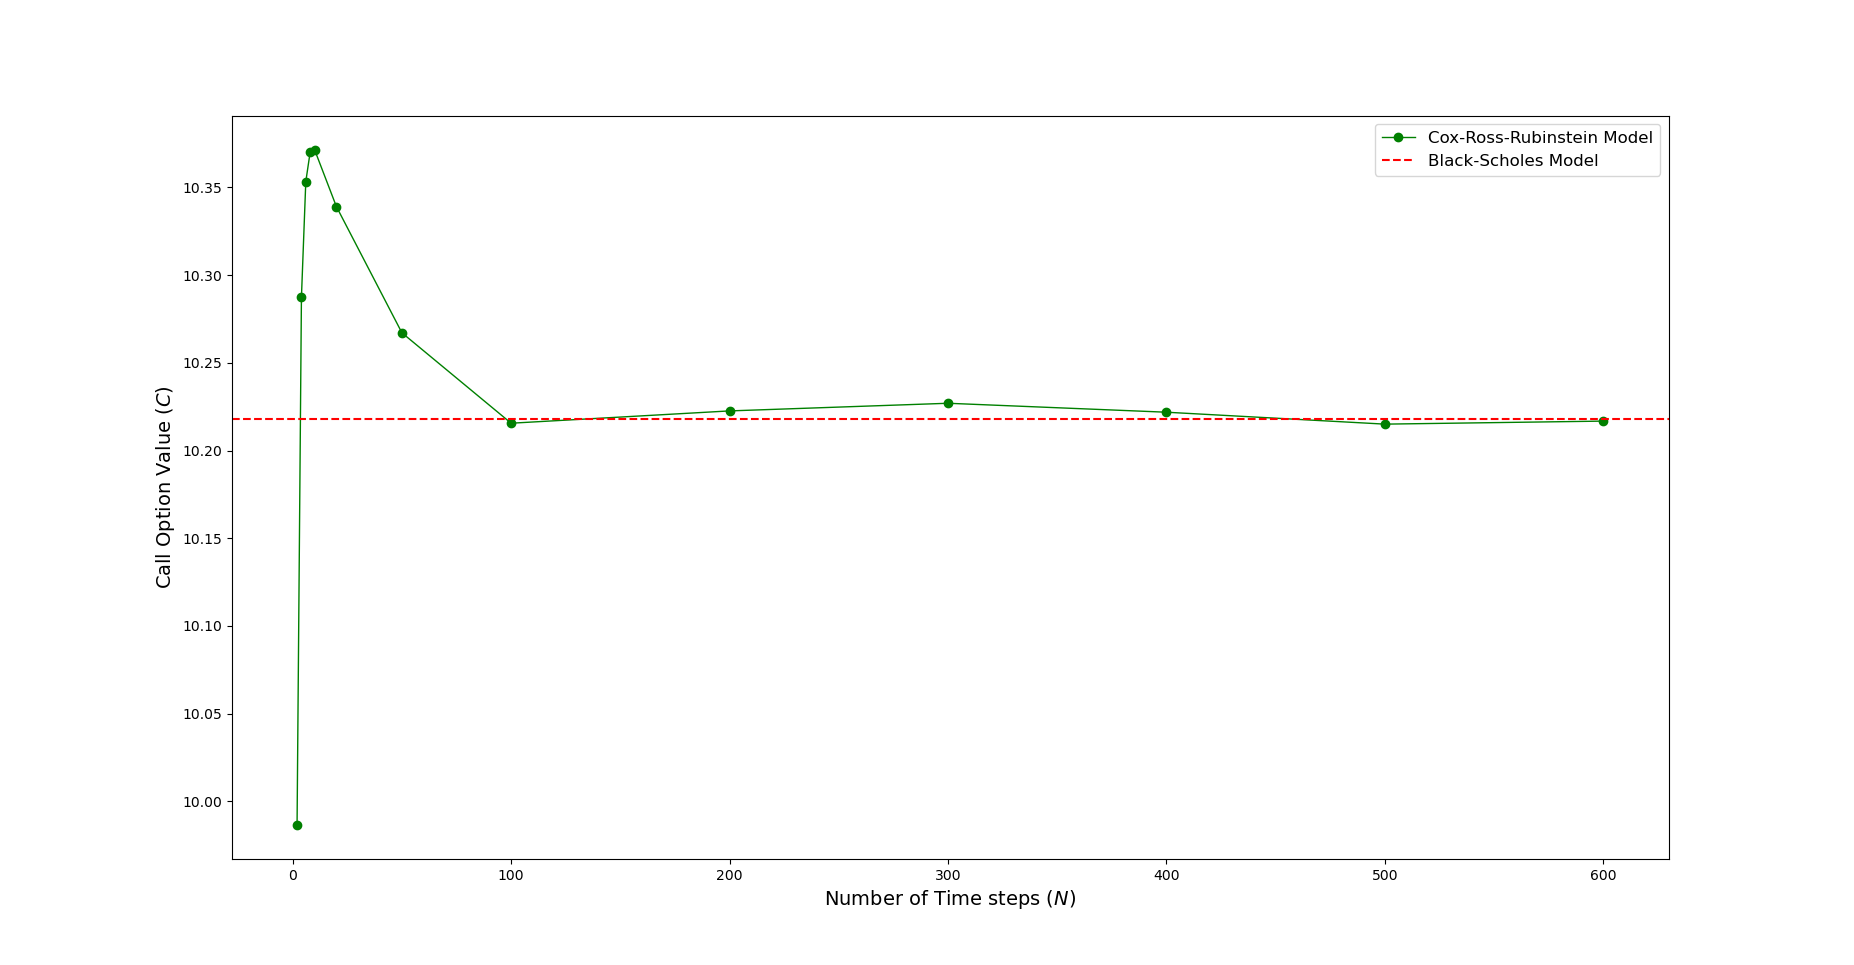 Cox-Ross-Rubinstein Model
Black-Scholes Model
10.35
10.30
10.25
10.20
10.15
10.10
10.05
10.00
Call Option Value (C)
0 100 200 300 400 500 600
Number of Time steps (N)